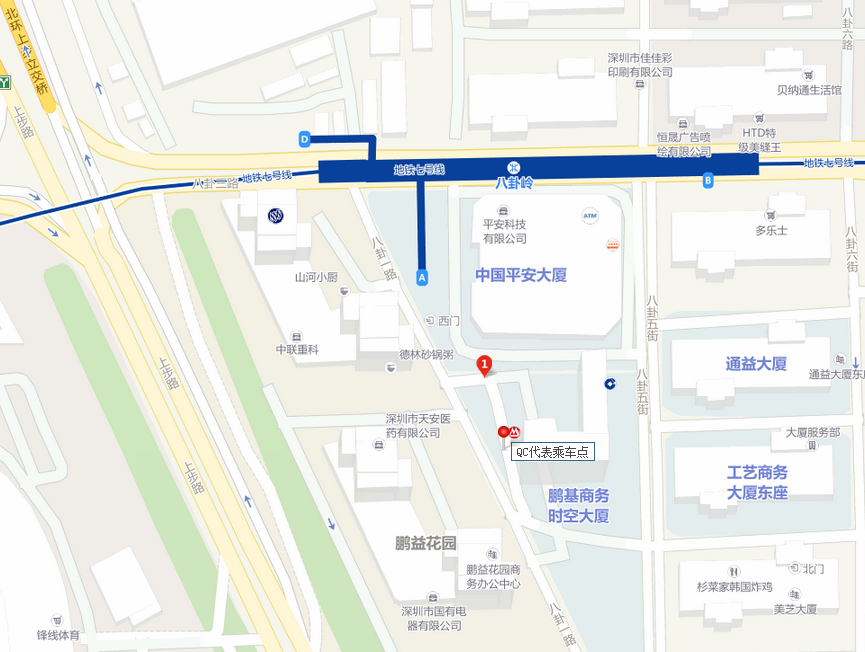 北环上立交桥
上步路
八卦六路
深圳市佳佳彩
印刷有限公司
贝纳通生活馆
D
恒晟广告喷
绘有限公司
HTD特
级美缝王
地铁七号线
八卦岭
地铁七号线
八卦三路
地铁七号线
B
平安科技
有限公司
ATM
多乐士
八卦一路
中国平安大厦
八卦六街
A
山河小厨
西门
八卦五街
中联重科
德林砂锅粥
1
通益大厦
通益大厦东座
上步路
八卦五街
深圳市天安医
药有限公司
QC代表乘车点
大厦服务部
上步路
工艺商务
大厦东座
鹏基商务
时空大厦
鹏益花园
鹏益花园商
务办公中心
北门
杉菜家韩国炸鸡
美芝大厦
深圳市国有电
器有限公司
八卦一路
锋线体育